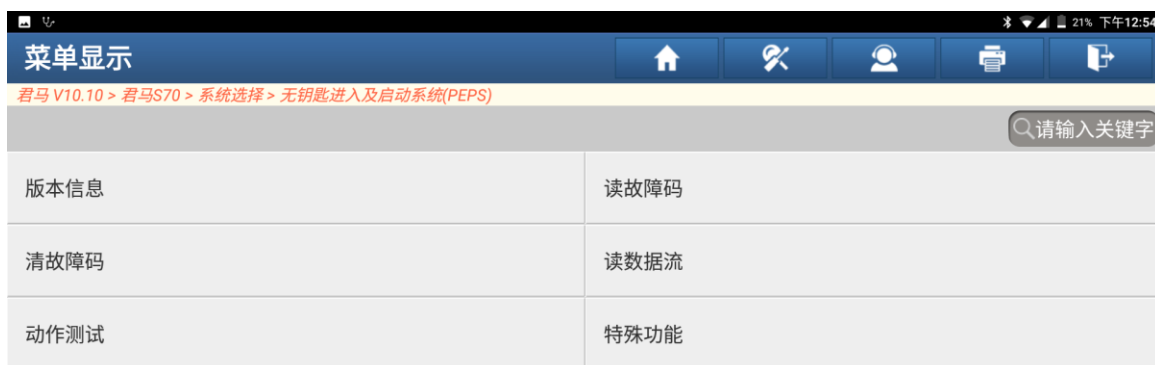 21% 下午12:54
菜单显示
君马 V10.10 > 君马S70 > 系统选择 > 无钥匙进入及启动系统(PEPS)
请输入关键字
版本信息 读故障码
清故障码 读数据流
动作测试 特殊功能